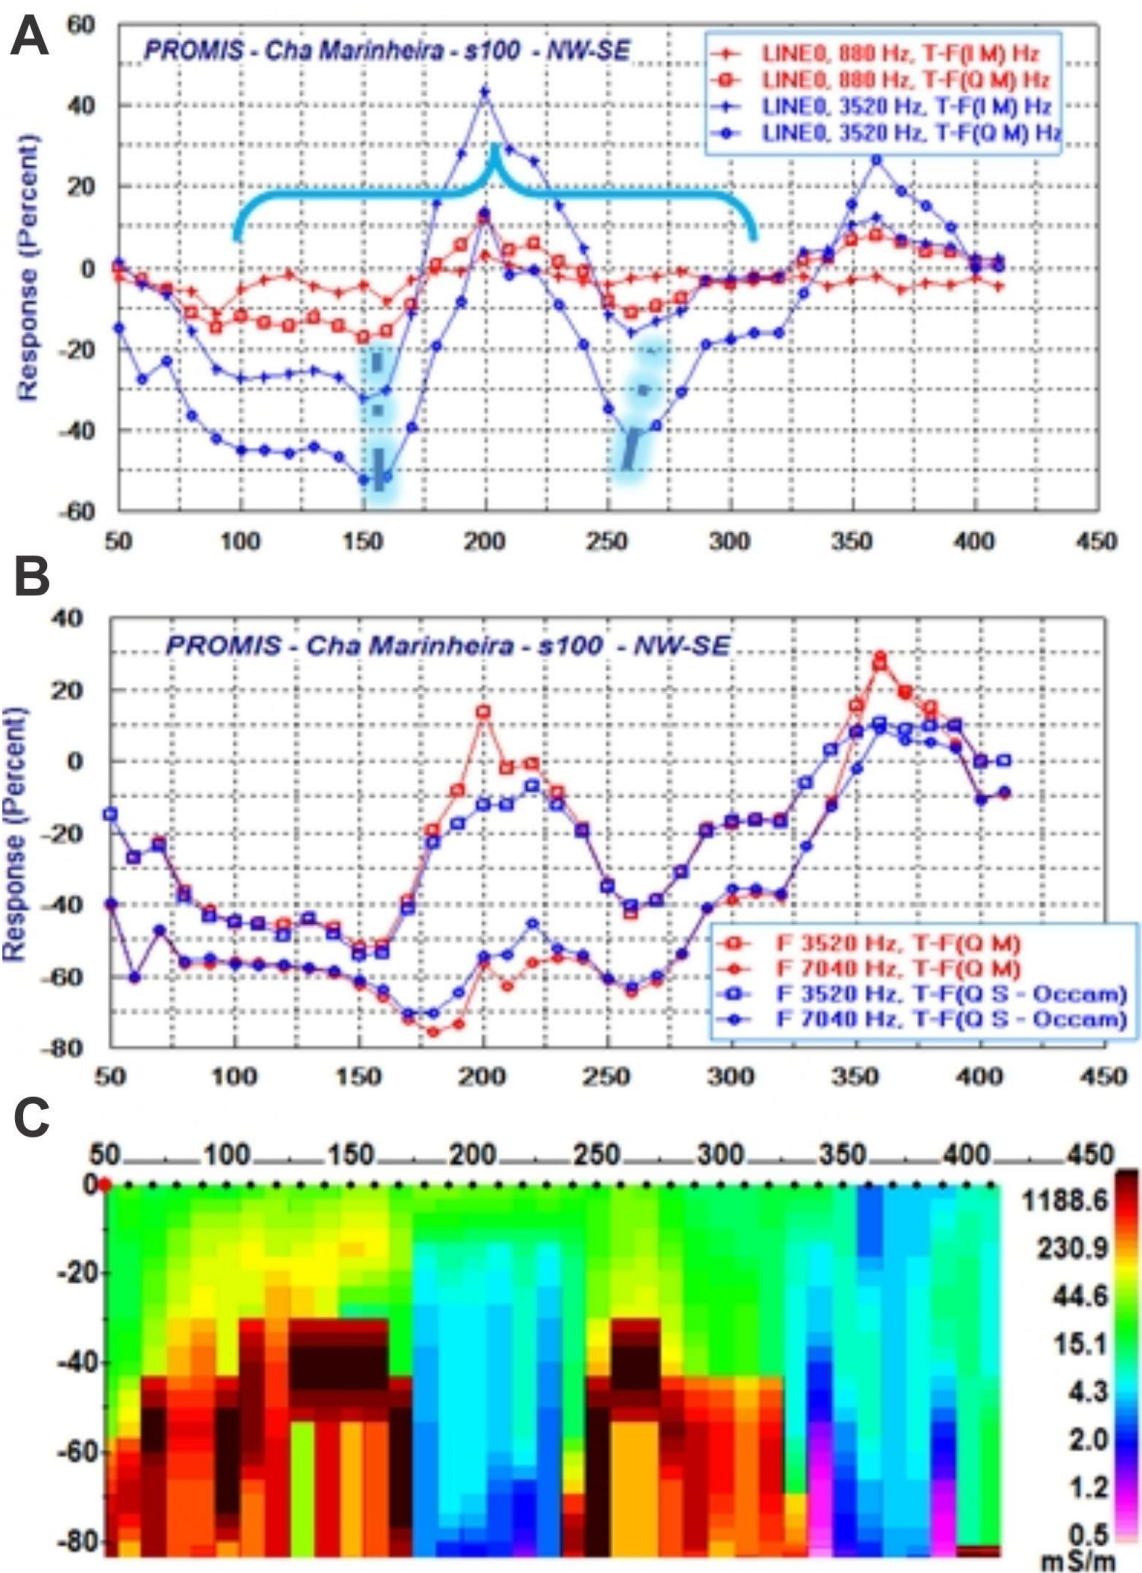 A
60
40
20
0
-20
-40
-60
Response (Percent)
PROMIS - Cha Marinheira - s100 - NW-SE
LINE0, 880 Hz, T-F(I M) Hz
LINE0, 880 Hz, T-F(Q M) Hz
LINE0, 3520 Hz, T-F(I M) Hz
LINE0, 3520 Hz, T-F(Q M) Hz
50 100 150 200 250 300 350 400 450
B
40
20
0
-20
-40
-60
-80
Response (Percent)
PROMIS - Cha Marinheira - s100 - NW-SE
F 3520 Hz, T-F(Q M)
F 7040 Hz, T-F(Q M)
F 3520 Hz, T-F(Q S - Occam)
F 7040 Hz, T-F(Q S - Occam)
50 100 150 200 250 300 350 400 450
C
50 100 150 200 250 300 350 400 450
0
-20
-40
-60
-80
1188.6
230.9
44.6
15.1
4.3
2.0
1.2
0.5
mS/m